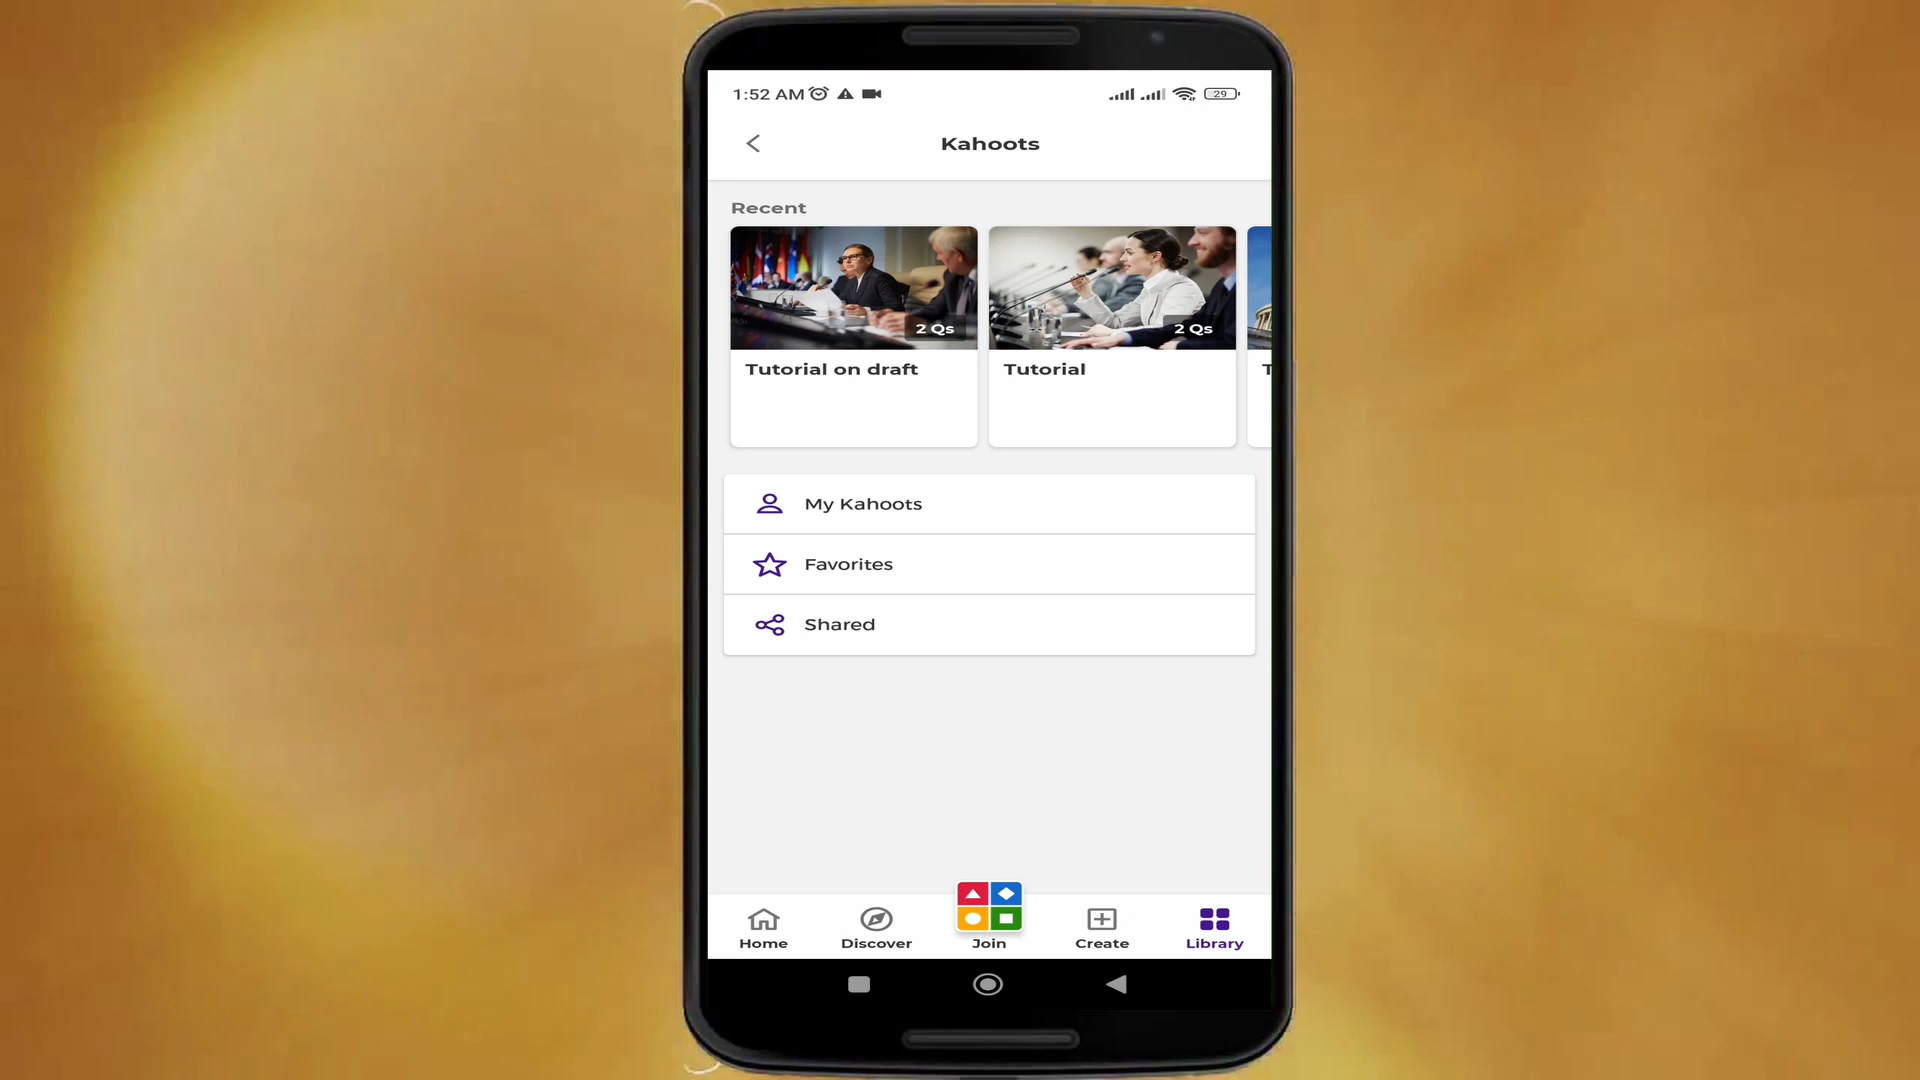 1:52 AM
29
Kahoots
Recent
2 Qs
2 Qs
Tutorial on draft
Tutorial
T
My Kahoots
Favorites
Shared
Home
Discover
Join
Create
Library